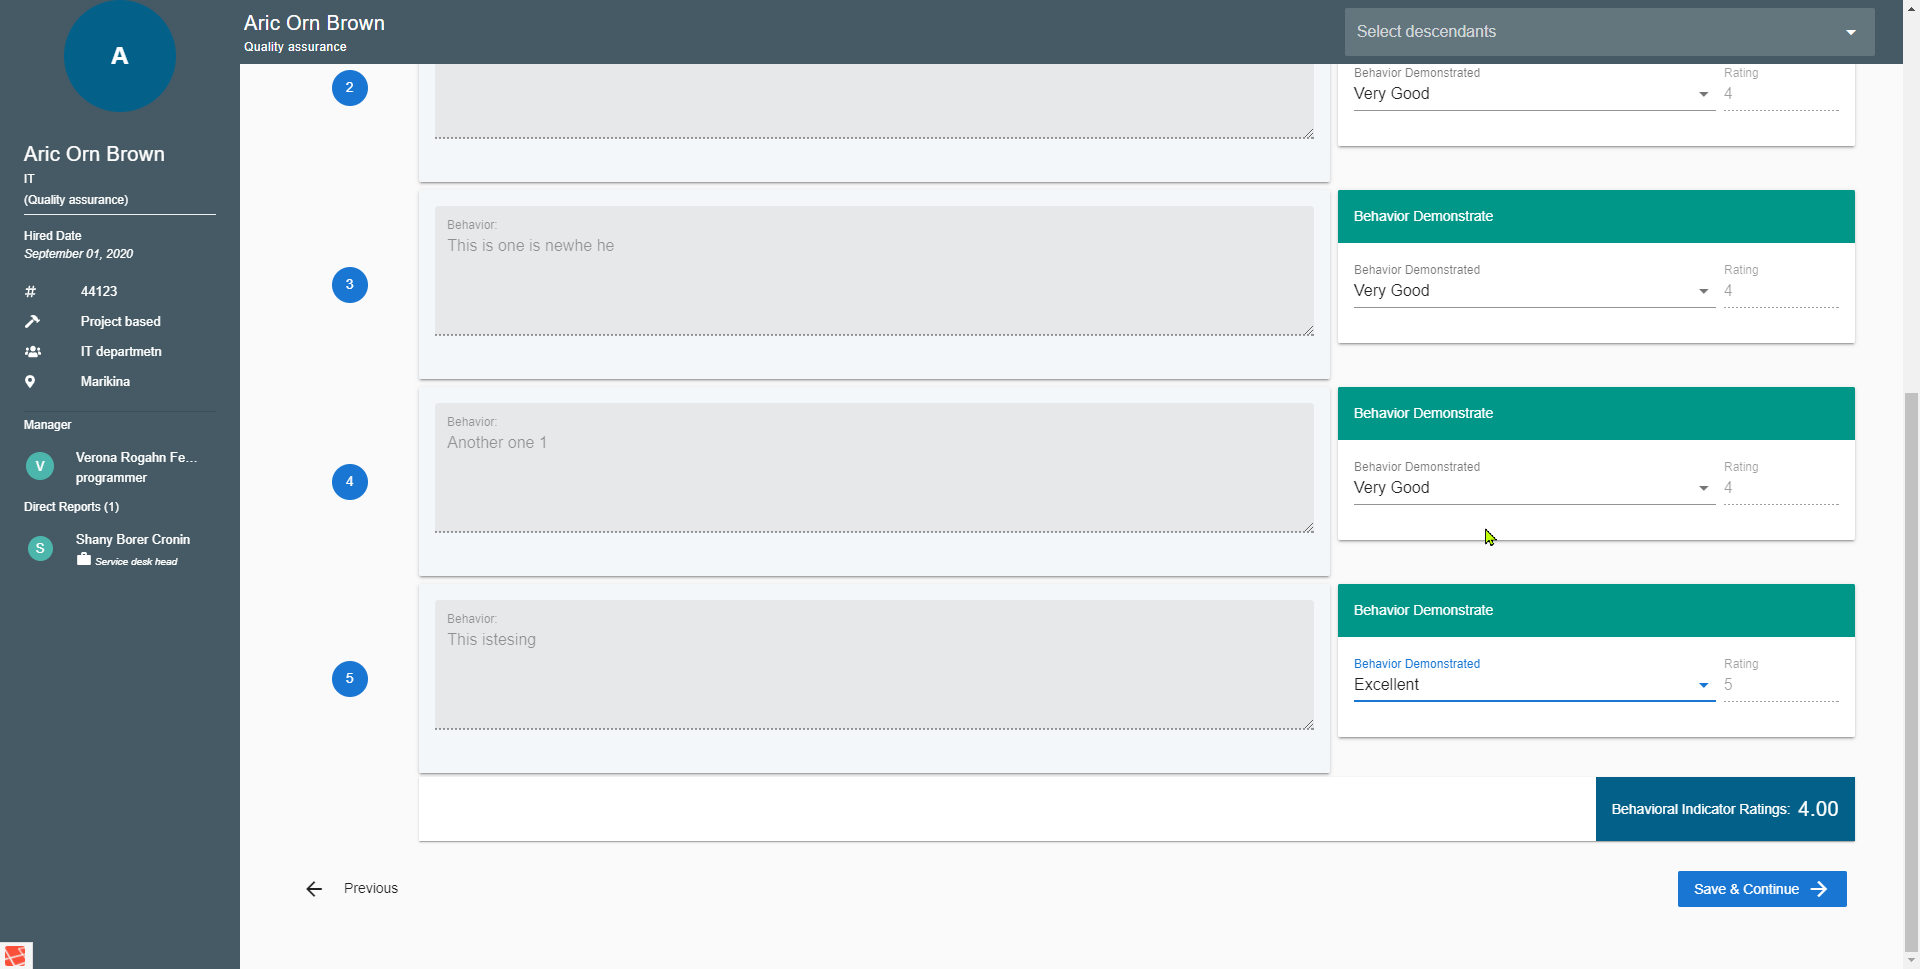 A
Aric Orn Brown
IT
(Quality assurance)
Hired Date
September 01, 2020
# 44123
Project based
IT departmetn
Marikina
Manager
V
Verona Rogahn Fe...
programmer
Direct Reports (1)
S
Shany Borer Cronin
Service desk head
Aric Orn Brown
Quality assurance
Select descendants
2
Behavior Demonstrated
Very Good
Rating
4
3
Behavior:
This is one is newhe he
Behavior Demonstrate
Behavior Demonstrated
Very Good
Rating
4
4
Behavior:
Another one 1
Behavior Demonstrate
Behavior Demonstrated
Very Good
Rating
4
5
Behavior:
This istesing
Behavior Demonstrate
Behavior Demonstrated
Excellent
Rating
5
Behavioral Indicator Ratings: 4.00
Previous
Save & Continue